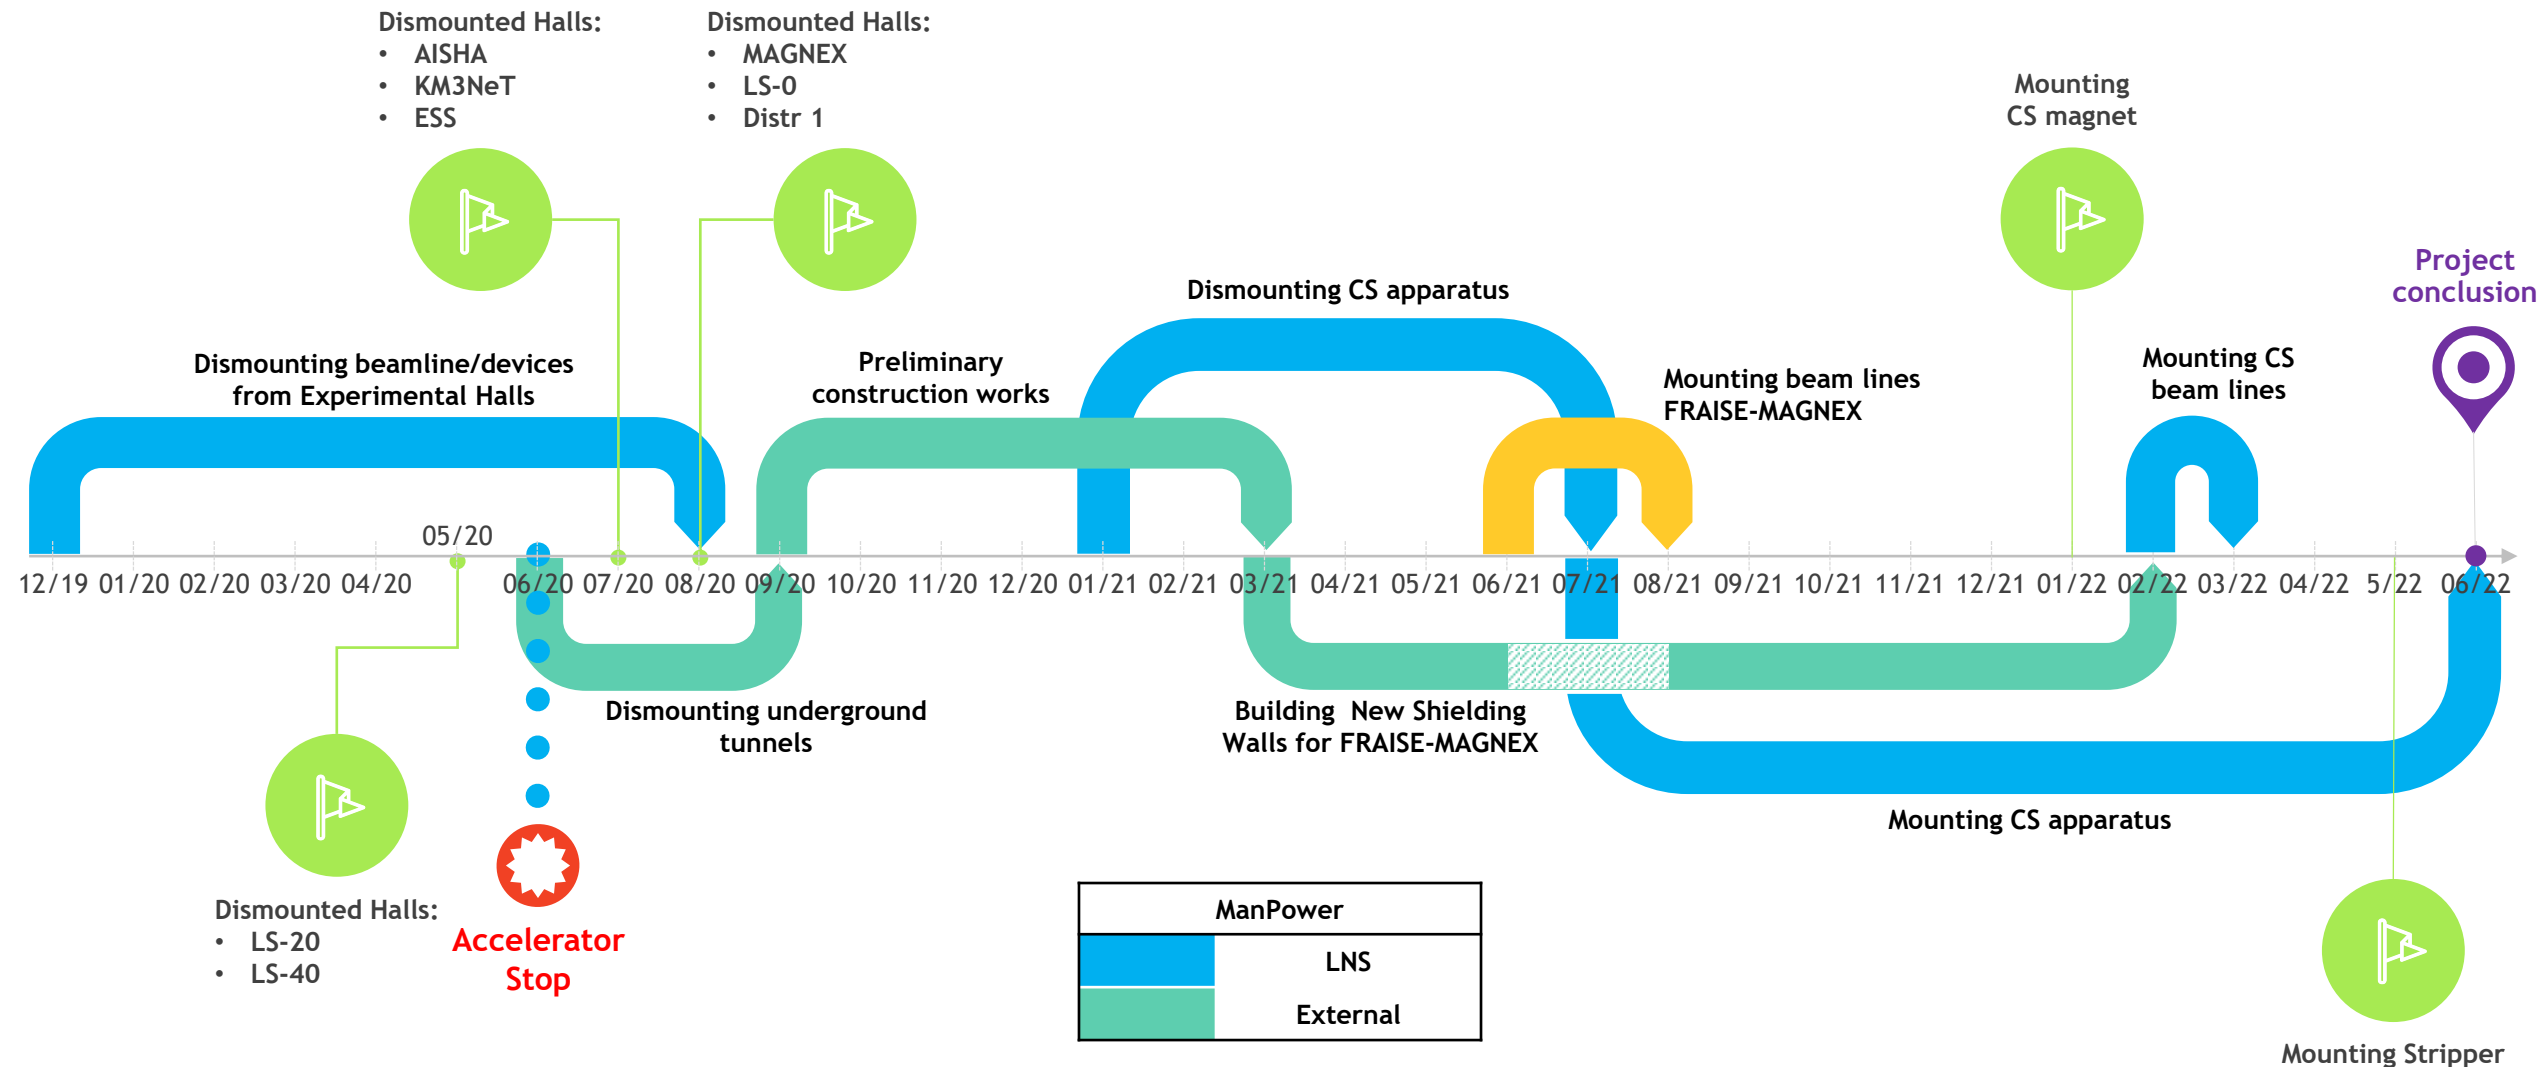 Dismounted Halls:
• AISHA
• KM3NeT
• ESS
Dismounted Halls:
• MAGNEX
• LS-0
• Distr 1
Mounting
CS magnet
Project
conclusion
Dismounting CS apparatus
Dismounting beamline/devices
from Experimental Halls
Preliminary
construction works
Mounting beam lines
FRAISE-MAGNEX
Mounting CS
beam lines
05/20
12/19 01/20 02/20 03/20 04/20 06/20 07/20 08/20 09/20 10/20 11/20 12/20 01/21 02/21 03/21 04/21 05/21 06/21 07/21 08/21 09/21 10/21 11/21 12/21 01/22 02/22 03/22 04/22 5/22 06/22
Dismounting underground
tunnels
Building New Shielding
Walls for FRAISE-MAGNEX
Mounting CS apparatus
Dismounted Halls:
• LS-20
• LS-40
Accelerator
Stop
ManPower
LNS
External
Mounting Stripper